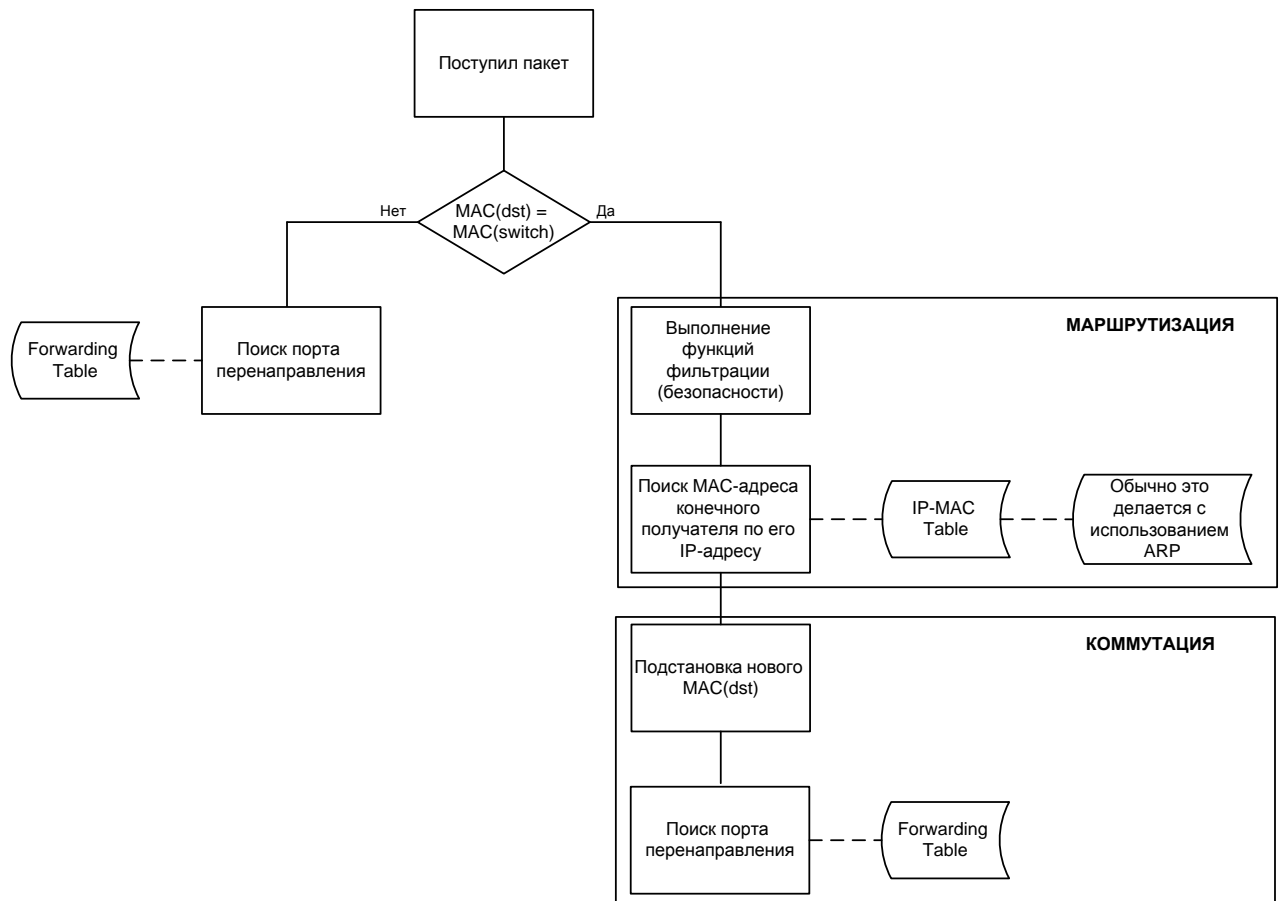 Поступил пакет
Нет
MAC(dst) =
MAC(switch)
Да
Forwarding
Table
Поиск порта
перенаправления
МАРШРУТИЗАЦИЯ
Выполнение
функций
фильтрации
(безопасности)
Поиск MAC-адреса
конечного
получателя по его
IP-адресу
IP-MAC
Table
Обычно это
делается с
использованием
ARP
КОММУТАЦИЯ
Подстановка нового
MAC(dst)
Поиск порта
перенаправления
Forwarding
Table